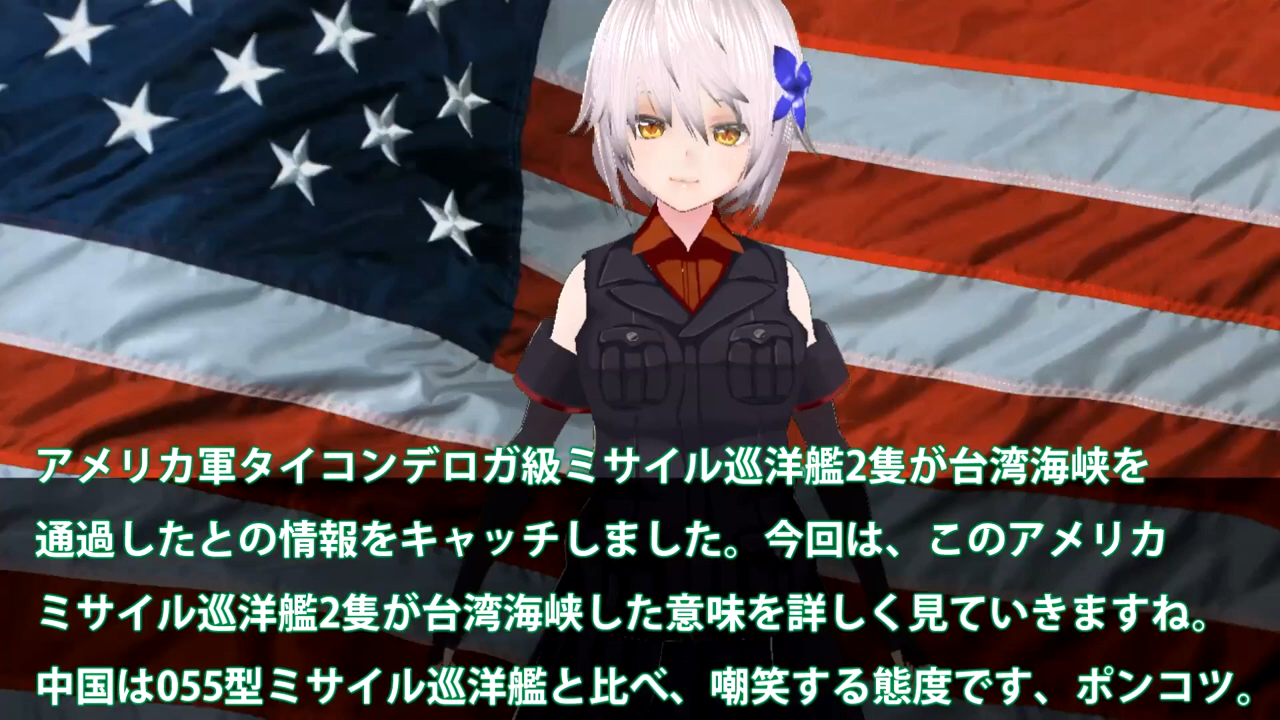 アメリカ軍タイコンデロガ級ミサイル巡洋艦2隻が台湾海峡を
通過したとの情報をキャッチしました。今回は、このアメリカ
ミサイル巡洋艦2隻が台湾海峡した意味を詳しく見ていきますね。
中国は055型ミサイル巡洋艦と比べ、嘲笑する態度です、ポンコツ。